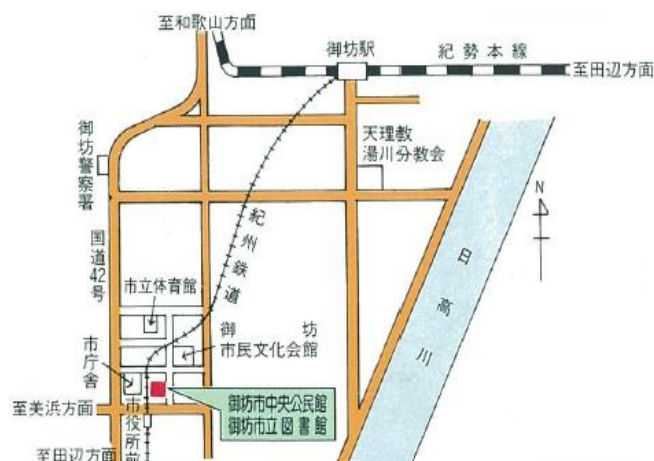 至和歌山方面
御坊駅
紀勢本線
至田辺方面
天理教
湯川分教会
御坊警察署
N
紀州鉄道
国道42号
日高川
市立体育館
御坊
市民文化会館
市庁舎
御坊市中央公民館
御坊市立図書館
至美浜方面
市役所前
至田辺方面